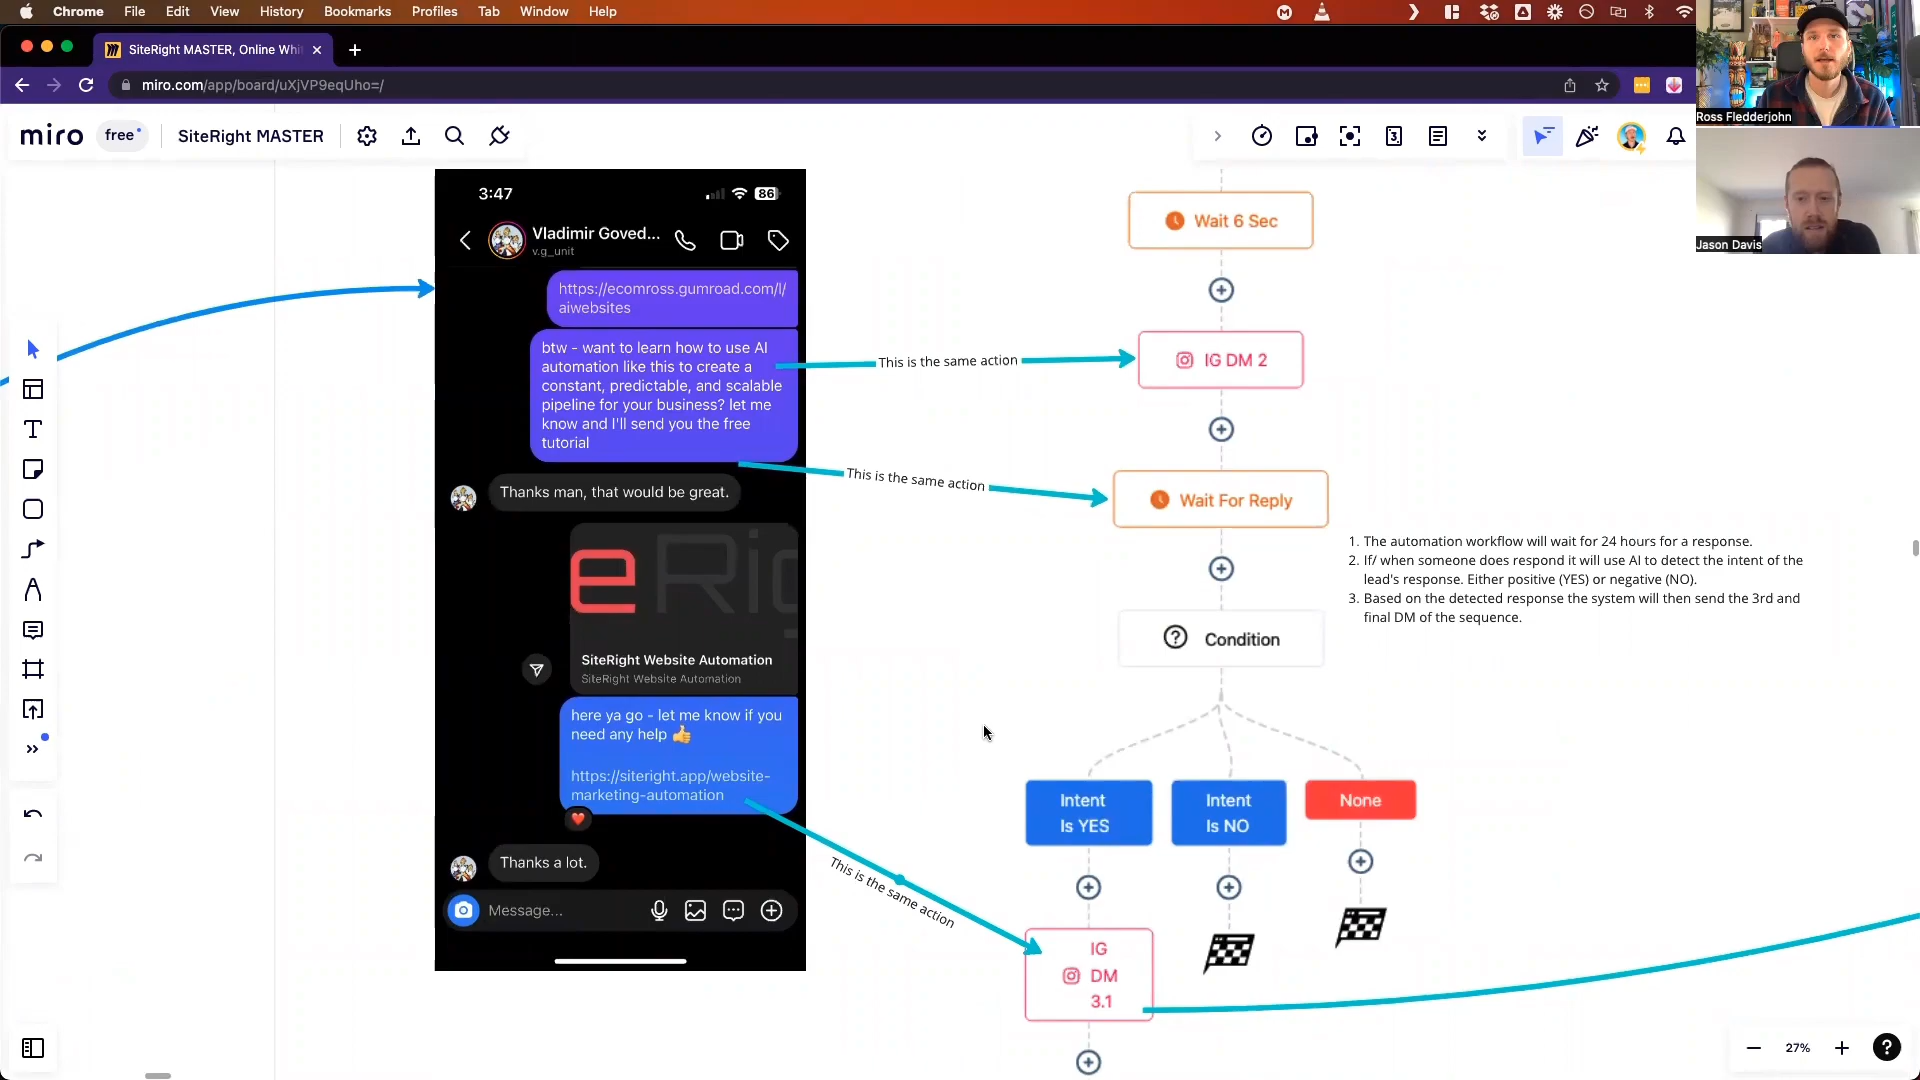 Chrome File Edit View History Bookmarks Profiles Tab Window Help
miro.com/app/board/uXjVP9eqUho=/
miro free SiteRight MASTER
Ross Fledderjohn
Jason Davis
3:47
86
Vladimir Goved...
v.g_unit
https://ecomross.gumroad.com/l/
aiwebsites
btw - want to learn how to use AI
automation like this to create a
constant, predictable, and scalable
pipeline for your business? let me
know and I'll send you the free
tutorial
Thanks man, that would be great.
e Rig
SiteRight Website Automation
SiteRight Website Automation
here ya go - let me know if you
need any help 👍
https://siteright.app/website-
marketing-automation
Thanks a lot.
Message...
This is the same action
This is the same action
This is the same action
Wait 6 Sec
IG DM 2
Wait For Reply
1. The automation workflow will wait for 24 hours for a response.
2. If/ when someone does respond it will use AI to detect the intent of the
lead's response. Either positive (YES) or negative (NO).
3. Based on the detected response the system will then send the 3rd and
final DM of the sequence.
Condition
Intent
Is YES
Intent
Is NO
None
IG
DM
3.1
27%